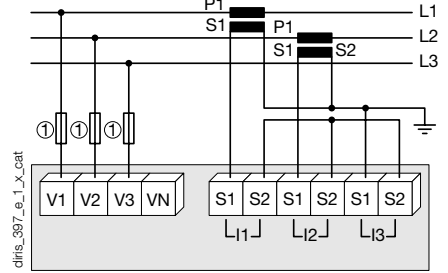 P1 L1
S1 P1 L2
S1 S2 L3
① ① ①
diris_397_e_1_x_cat
V1 V2 V3 VN S1 S2 S1 S2 S1 S2
I1 I2 I3